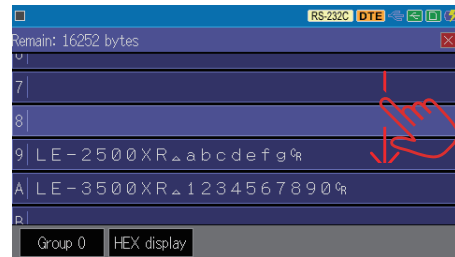 RS-232C DTE
Remain: 16252 bytes
7
8
9 LE-2500XR▵abcdefg␍
A LE-3500XR▵1234567890␍
B
Group 0 HEX display